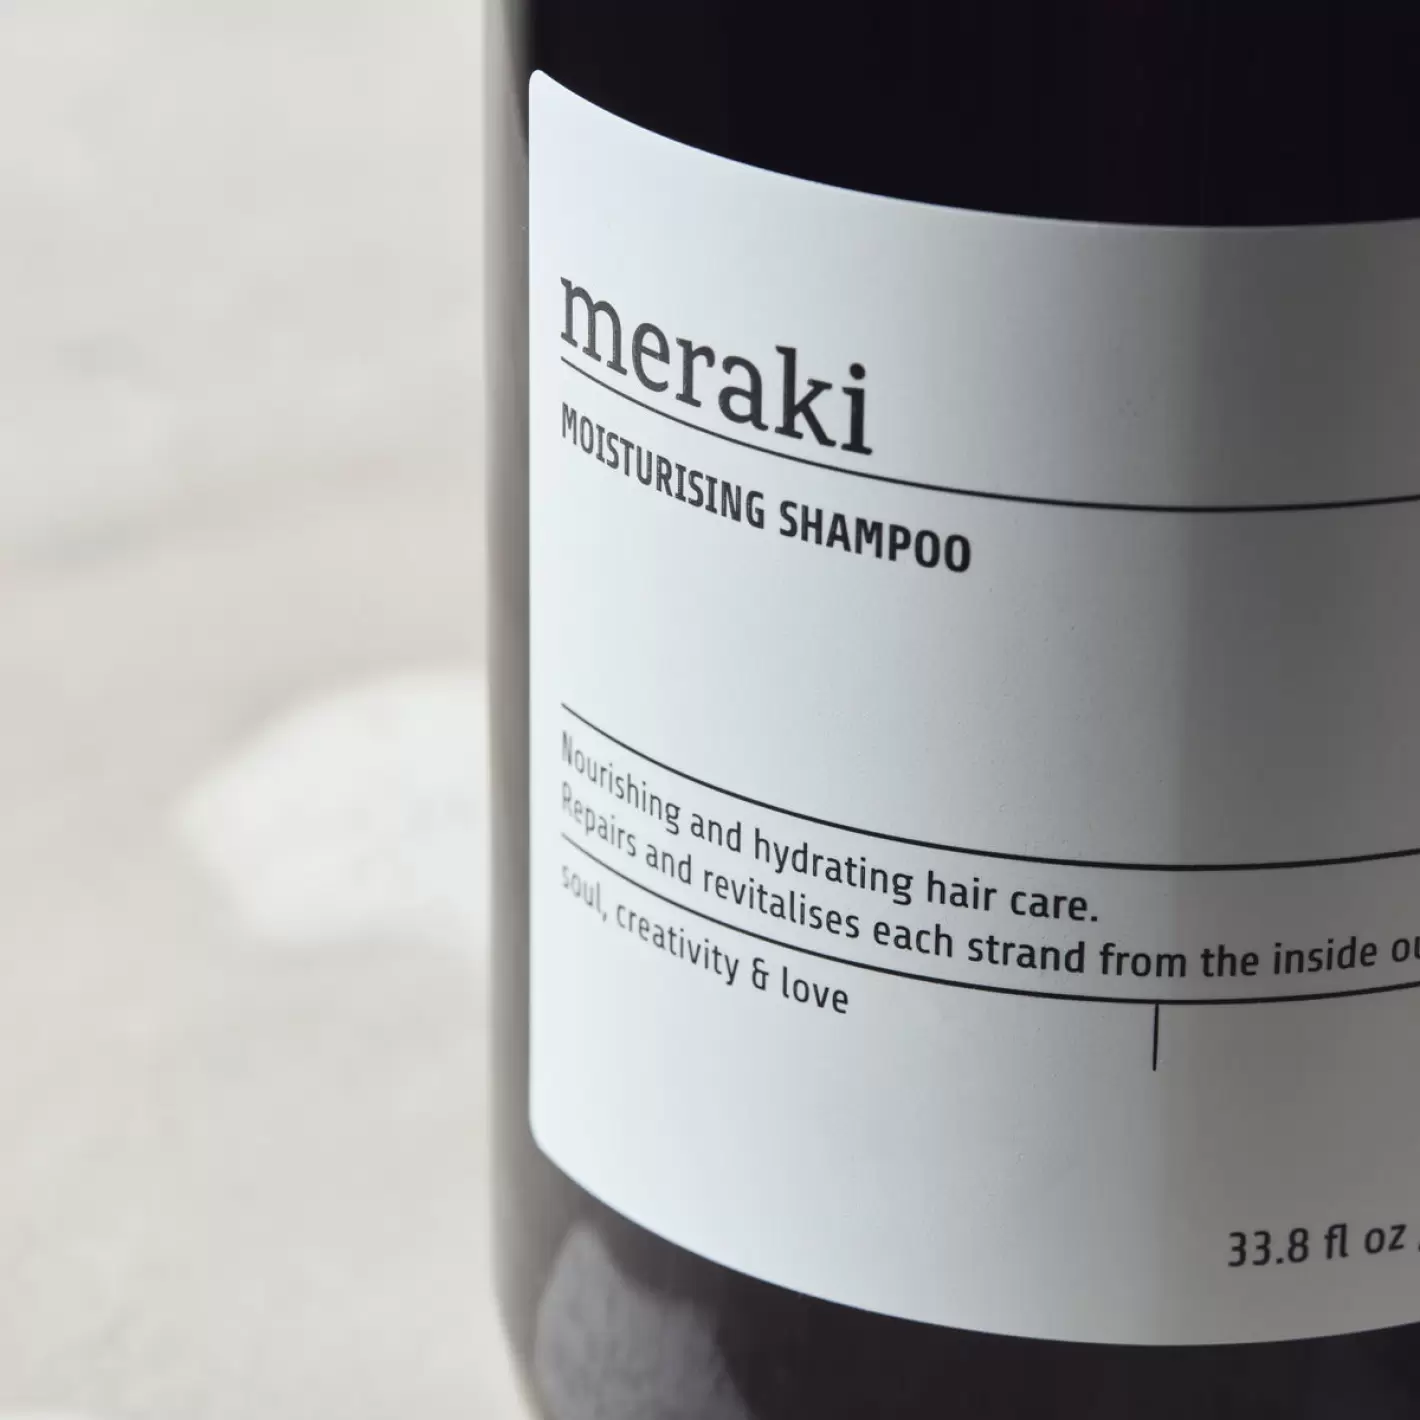 meraki
MOISTURISING SHAMPOO
Nourishing and hydrating hair care.
Repairs and revitalises each strand from the inside
soul, creativity & love
33.8 fl oz